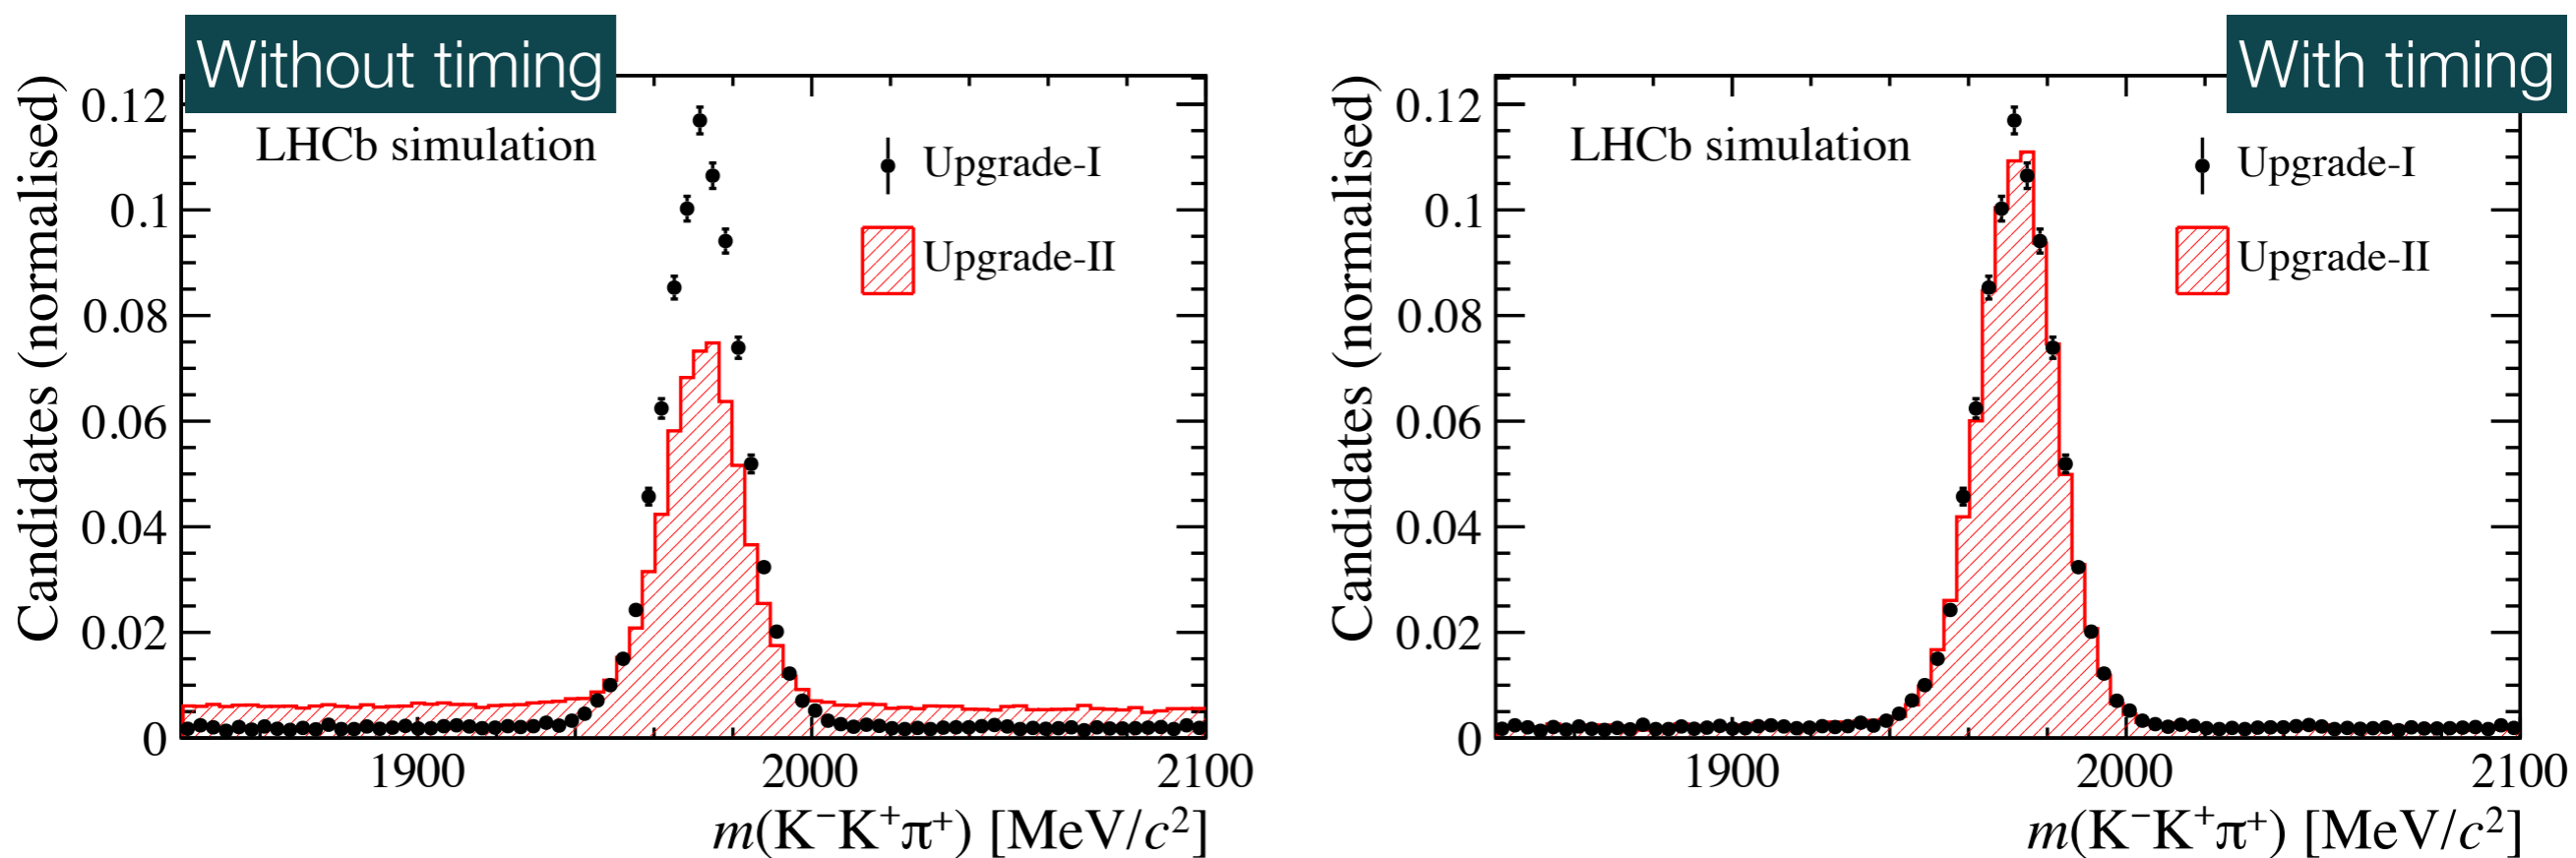 Without timing
LHCb simulation
Upgrade-I
Upgrade-II
Candidates (normalised)
0.12
0.1
0.08
0.06
0.04
0.02
0
1900
2000
2100
m(K⁻K⁺π⁺) [MeV/c²]
With timing
LHCb simulation
Upgrade-I
Upgrade-II
Candidates (normalised)
0.12
0.1
0.08
0.06
0.04
0.02
0
1900
2000
2100
m(K⁻K⁺π⁺) [MeV/c²]